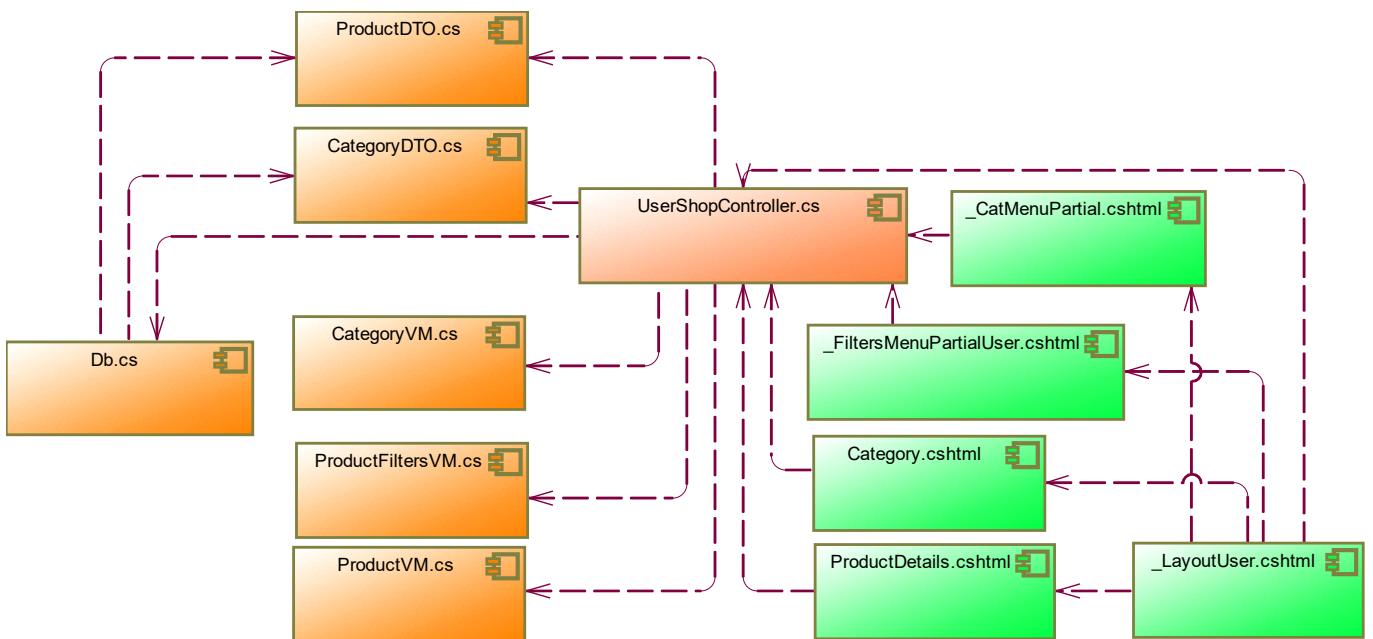 ProductDTO.cs
CategoryDTO.cs
UserShopController.cs
_CatMenuPartial.cshtml
CategoryVM.cs
_FiltersMenuPartialUser.cshtml
Db.cs
ProductFiltersVM.cs
Category.cshtml
ProductVM.cs
ProductDetails.cshtml
_LayoutUser.cshtml